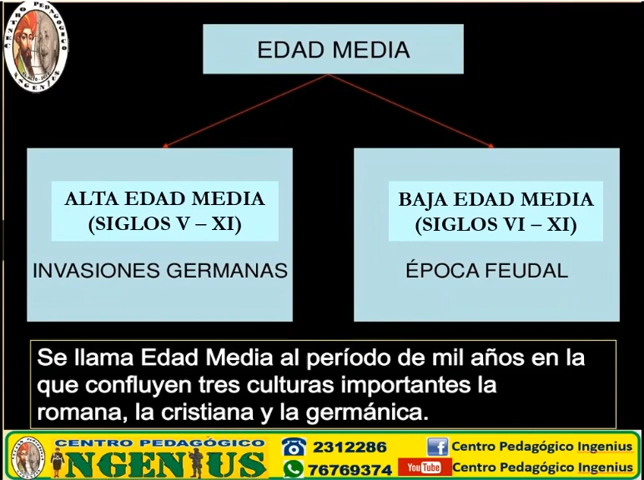 EDAD MEDIA
ALTA EDAD MEDIA
(SIGLOS V – XI)
INVASIONES GERMANAS
BAJA EDAD MEDIA
(SIGLOS VI – XI)
ÉPOCA FEUDAL
Se llama Edad Media al período de mil años en la
que confluyen tres culturas importantes la
romana, la cristiana y la germánica.
CENTRO PEDAGÓGICO
INGENIUS
2312286
76769374
Centro Pedagógico Ingenius
YouTube Centro Pedagógico Ingenius